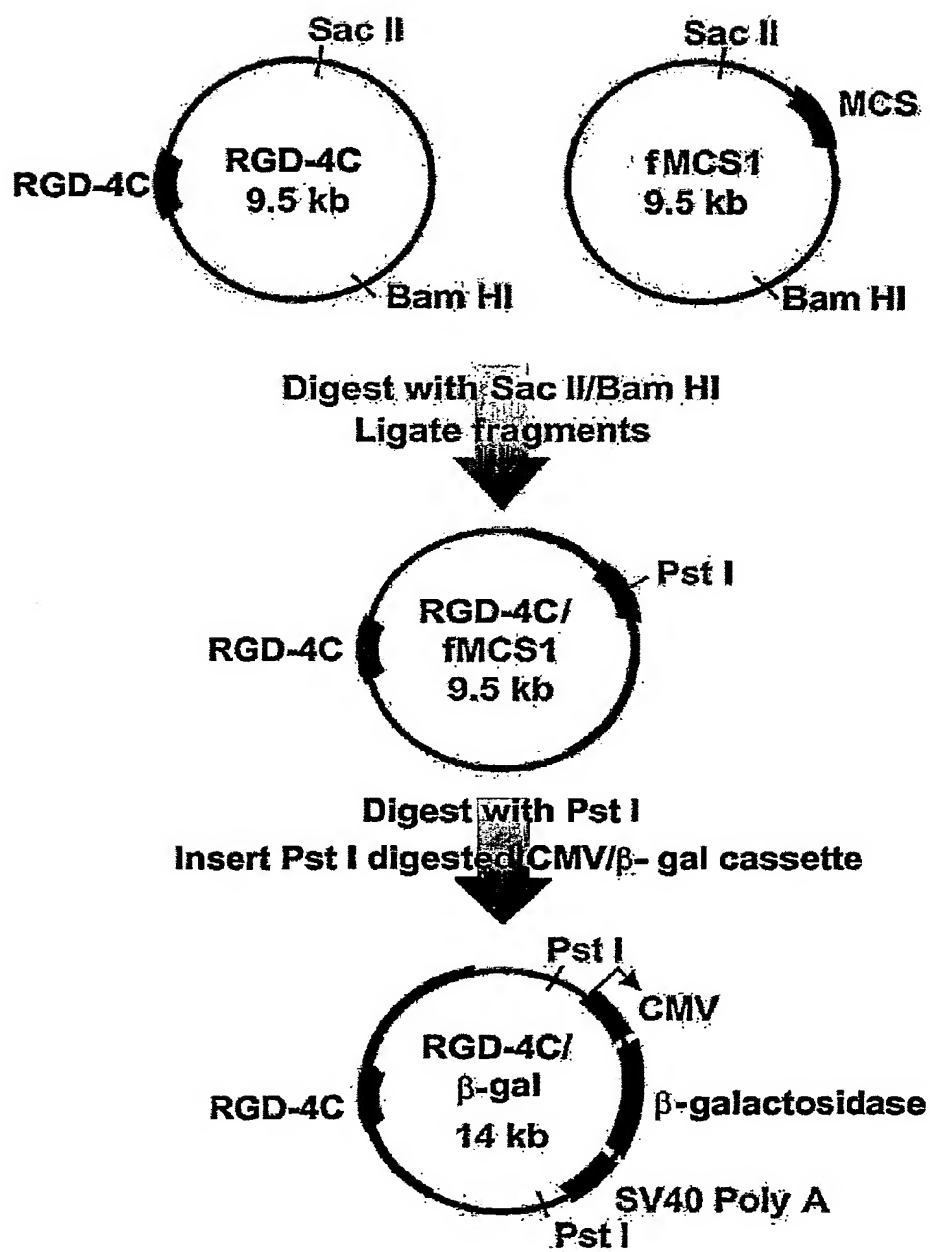 Sac II
Sac II
MCS
RGD-4C
RGD-4C
9.5 kb
fMCS1
9.5 kb
Bam HI
Bam HI
Digest with Sac II/Bam HI
Ligate fragments
Pst I
RGD-4C
RGD-4C/
fMCS1
9.5 kb
Digest with Pst I
Insert Pst I digested CMV/β- gal cassette
Pst I
CMV
RGD-4C/
β-gal
14 kb
RGD-4C
β-galactosidase
SV40 Poly A
Pst I